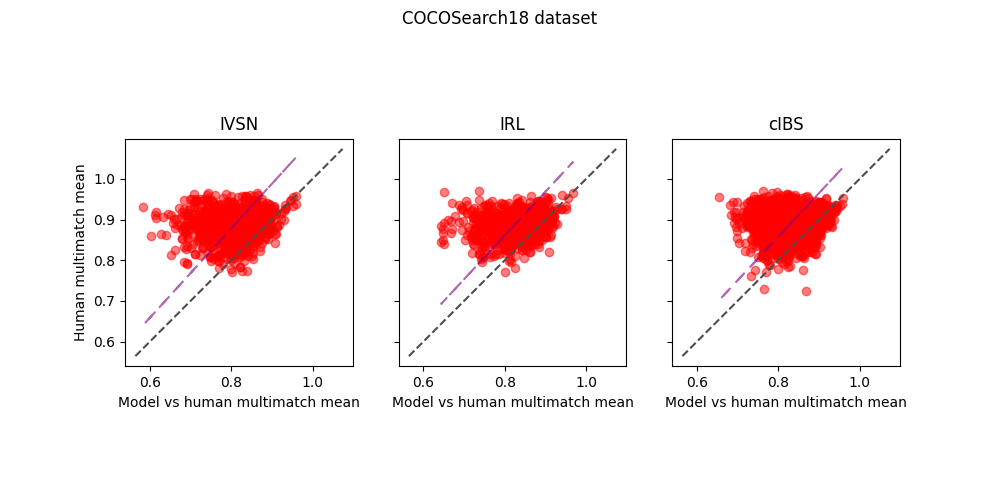 COCOSearch18 dataset
IVSN
IRL
cIBS
Human multimatch mean
1.0
0.9
0.8
0.7
0.6
0.6 0.8 1.0
0.6 0.8 1.0
0.6 0.8 1.0
Model vs human multimatch mean
Model vs human multimatch mean
Model vs human multimatch mean